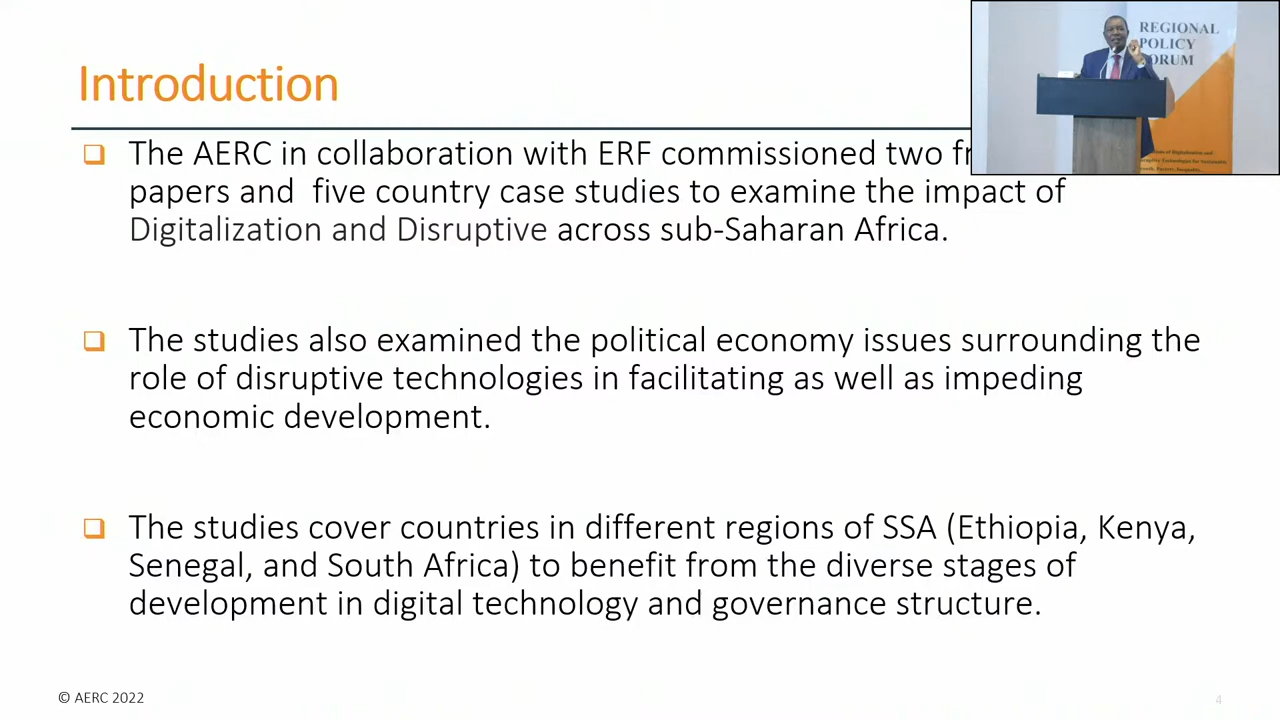 Introduction
REGIONAL
POLICY
FORUM
The AERC in collaboration with ERF commissioned two
papers and five country case studies to examine the impact of
Digitalization and Disruptive across sub-Saharan Africa.
The studies also examined the political economy issues surrounding the
role of disruptive technologies in facilitating as well as impeding
economic development.
The studies cover countries in different regions of SSA (Ethiopia, Kenya,
Senegal, and South Africa) to benefit from the diverse stages of
development in digital technology and governance structure.
© AERC 2022
4